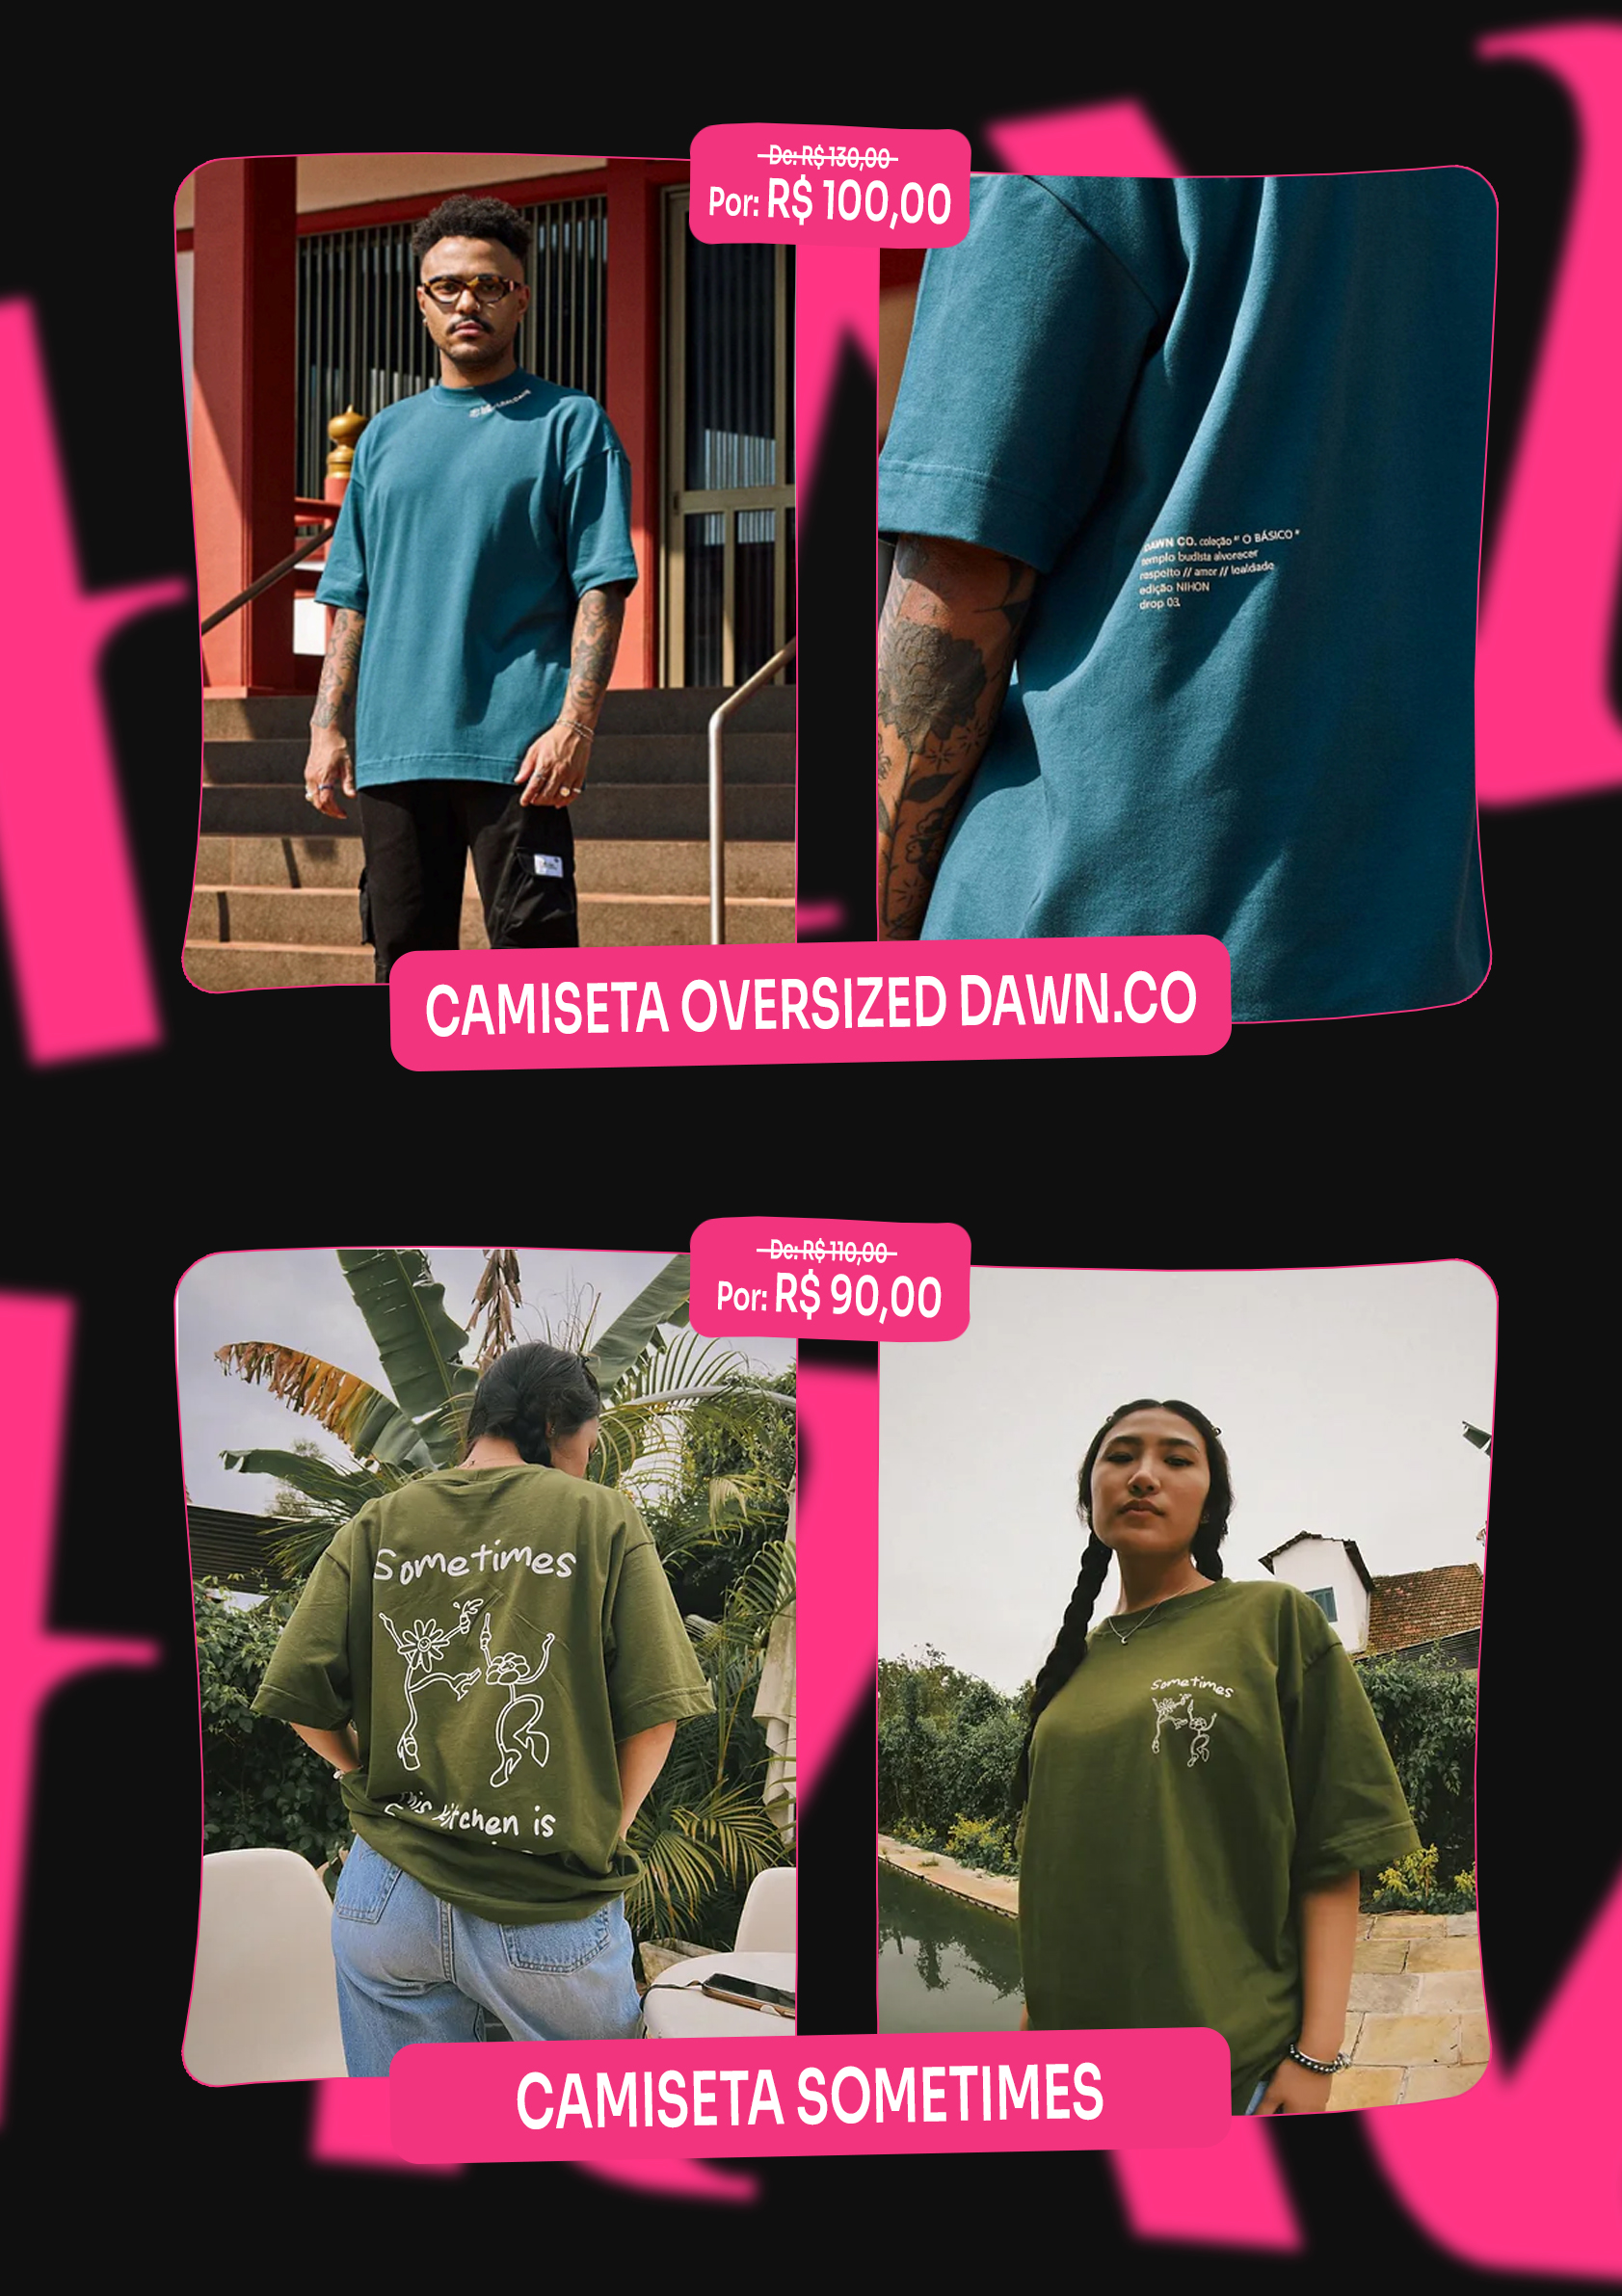 De: R$ 130,00
Por: R$ 100,00
DAWN CO. coleção " O BÁSICO "
templo budista alvorecer
respeito // amor // lealdade
edição NIHON
drop 03.
CAMISETA OVERSIZED DAWN.CO
De: R$ 110,00
Por: R$ 90,00
Sometimes
kitchen is
Sometimes
CAMISETA SOMETIMES